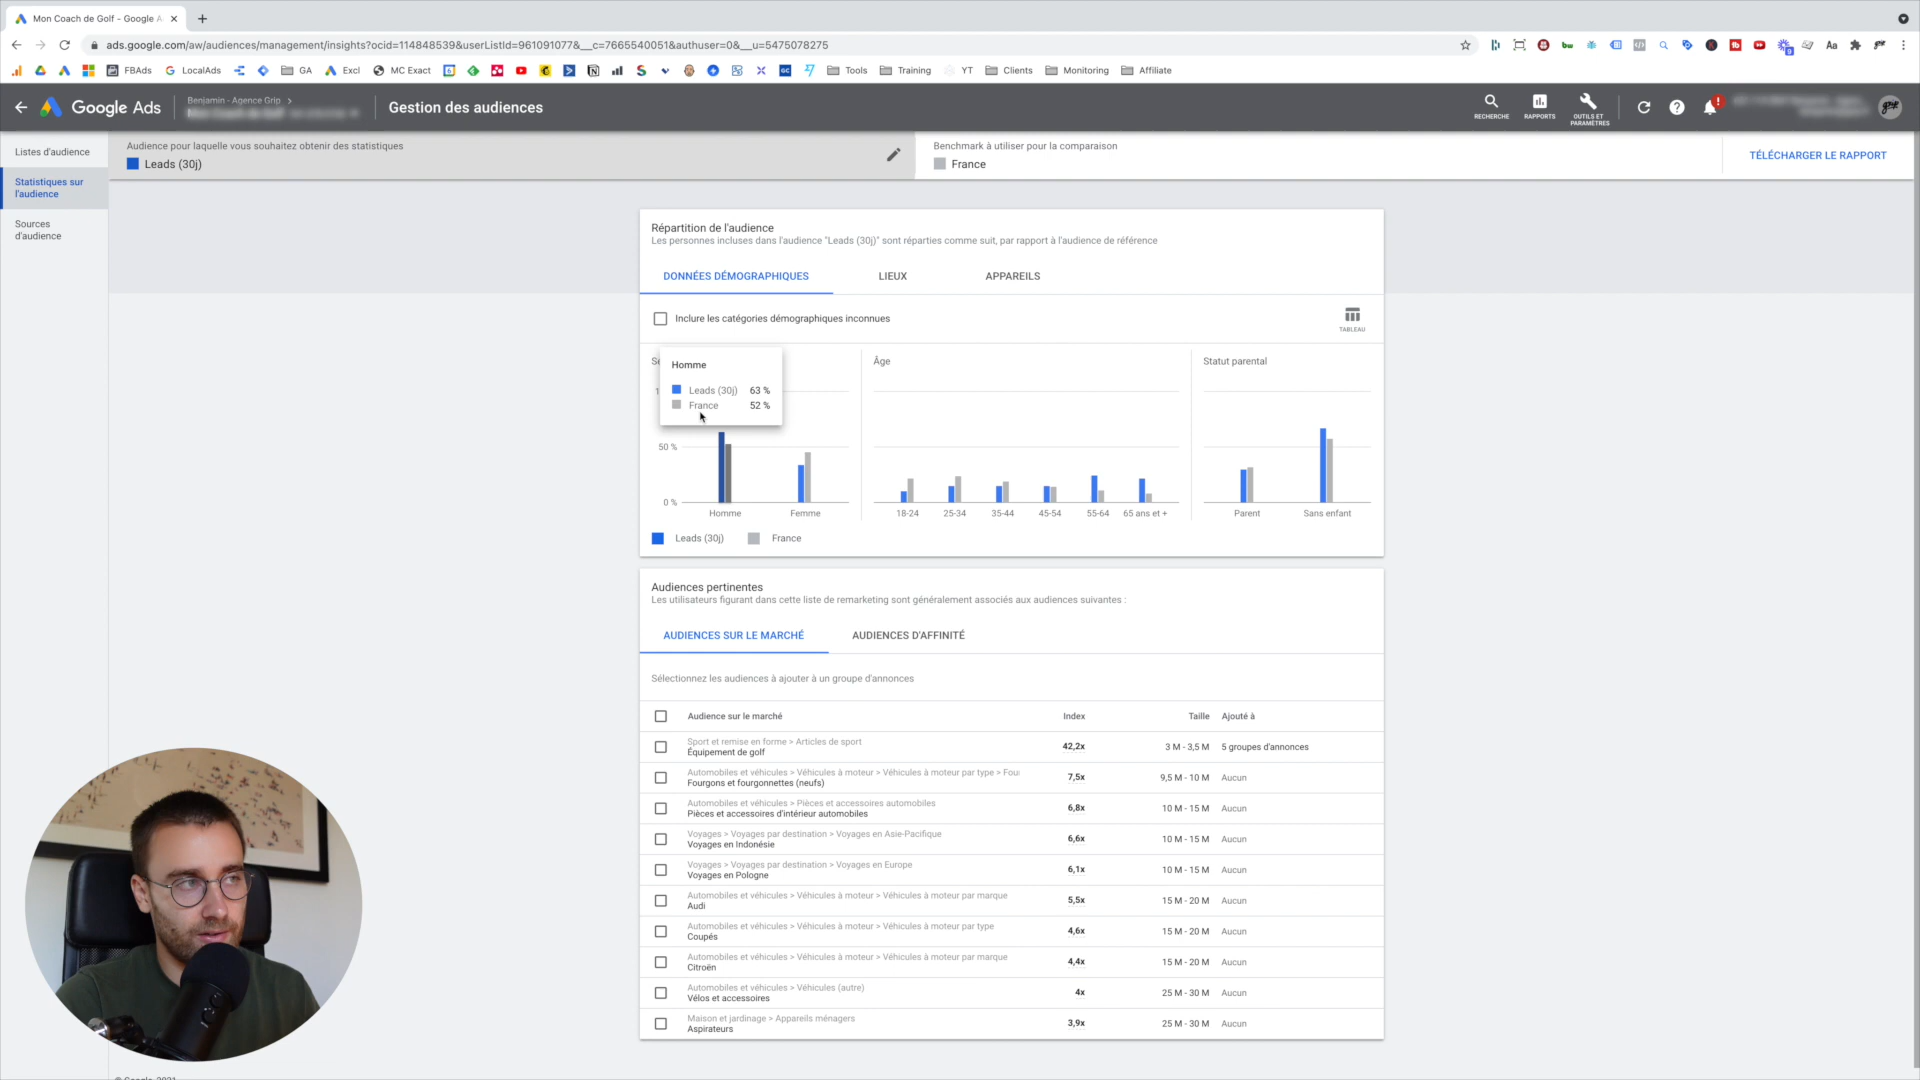 Mon Coach de Golf - Google A
ads.google.com/aw/audiences/management/insights?ocid=114848539&userListId=961091077&__c=7665540051&authuser=0&__u=5475078275
FBAds
LocalAds
GA
Excl
MC Exact
Tools
Training
YT
Clients
Monitoring
Affiliate
Google Ads
Benjamin - Agence Grip
Mon Coach de Golf
Gestion des audiences
RECHERCHE
RAPPORTS
OUTILS ET
PARAMÈTRES
Listes d'audience
Statistiques sur
l'audience
Sources
d'audience
Audience pour laquelle vous souhaitez obtenir des statistiques
Leads (30j)
Benchmark à utiliser pour la comparaison
France
TÉLÉCHARGER LE RAPPORT
Répartition de l'audience
Les personnes incluses dans l'audience "Leads (30j)" sont réparties comme suit, par rapport à l'audience de référence
DONNÉES DÉMOGRAPHIQUES
LIEUX
APPAREILS
Inclure les catégories démographiques inconnues
TABLEAU
Homme
Leads (30j) 63 %
France 52 %
50 %
0 %
Homme
Femme
Âge
18-24
25-34
35-44
45-54
55-64
65 ans et +
Statut parental
Parent
Sans enfant
Leads (30j)
France
Audiences pertinentes
Les utilisateurs figurant dans cette liste de remarketing sont généralement associés aux audiences suivantes :
AUDIENCES SUR LE MARCHÉ
AUDIENCES D'AFFINITÉ
Sélectionnez les audiences à ajouter à un groupe d'annonces
Audience sur le marché Index Taille Ajouté à
Sport et remise en forme > Articles de sport
Équipement de golf 42,2x 3 M - 3,5 M 5 groupes d'annonces
Automobiles et véhicules > Véhicules à moteur > Véhicules à moteur par type > Four
Fourgons et fourgonnettes (neufs) 7,5x 9,5 M - 10 M Aucun
Automobiles et véhicules > Pièces et accessoires automobiles
Pièces et accessoires d'intérieur automobiles 6,8x 10 M - 15 M Aucun
Voyages > Voyages par destination > Voyages en Asie-Pacifique
Voyages en Indonésie 6,6x 10 M - 15 M Aucun
Voyages > Voyages par destination > Voyages en Europe
Voyages en Pologne 6,1x 10 M - 15 M Aucun
Automobiles et véhicules > Véhicules à moteur > Véhicules à moteur par marque
Audi 5,5x 15 M - 20 M Aucun
Automobiles et véhicules > Véhicules à moteur > Véhicules à moteur par type
Coupés 4,6x 15 M - 20 M Aucun
Automobiles et véhicules > Véhicules à moteur > Véhicules à moteur par marque
Citroën 4,4x 15 M - 20 M Aucun
Automobiles et véhicules > Véhicules (autre)
Vélos et accessoires 4x 25 M - 30 M Aucun
Maison et jardinage > Appareils ménagers
Aspirateurs 3,9x 25 M - 30 M Aucun
© Google, 2021